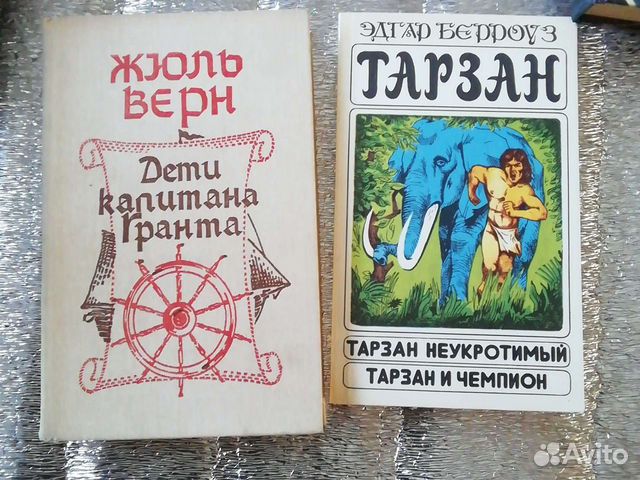 ЖЮЛЬ
ВЕРН
Дети
капитана
Гранта
ЭДГАР БЕРРОУЗ
ТАРЗАН
ТАРЗАН НЕУКРОТИМЫЙ
ТАРЗАН И ЧЕМПИОН
Avito